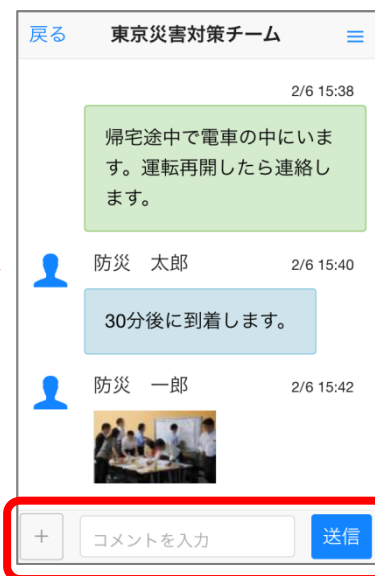 戻る 東京災害対策チーム
2/6 15:38
帰宅途中で電車の中にいま
す。運転再開したら連絡し
ます。
防災 太郎 2/6 15:40
30分後に到着します。
防災 一郎 2/6 15:42
+ コメントを入力 送信